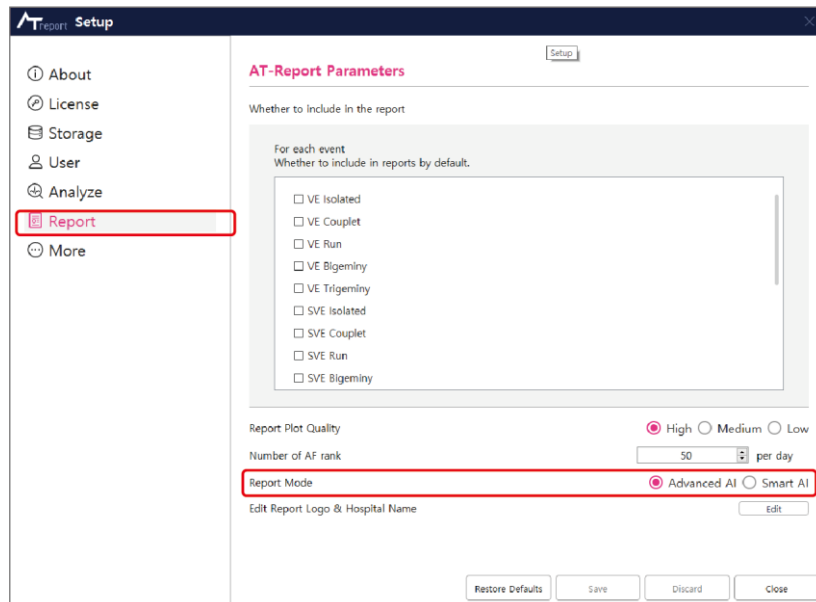 ATreport Setup
Setup
About
License
Storage
User
Analyze
Report
More
AT-Report Parameters
Whether to include in the report
For each event
Whether to include in reports by default.
VE Isolated
VE Couplet
VE Run
VE Bigeminy
VE Trigeminy
SVE Isolated
SVE Couplet
SVE Run
SVE Bigeminy
Report Plot Quality High Medium Low
Number of AF rank 50 per day
Report Mode Advanced AI Smart AI
Edit Report Logo & Hospital Name Edit
Restore Defaults Save Discard Close